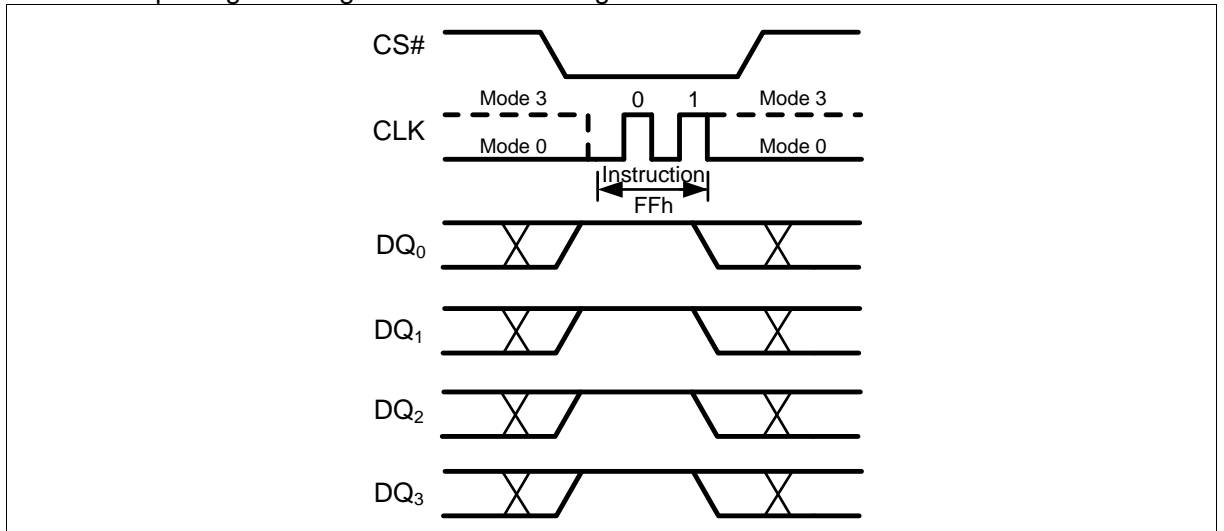 CS#
Mode 3 0 1 Mode 3
CLK
Mode 0 Mode 0
Instruction
FFh
DQ0
DQ1
DQ2
DQ3